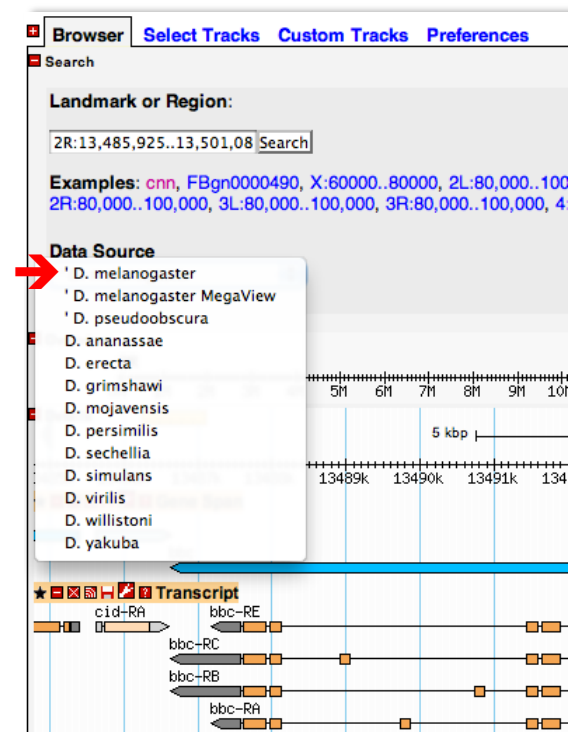 Browser Select Tracks Custom Tracks Preferences
Search
Landmark or Region:
2R:13,485,925..13,501,08 Search
Examples: cnn, FBgn0000490, X:60000..80000, 2L:80,000..100
2R:80,000..100,000, 3L:80,000..100,000, 3R:80,000..100,000, 4:
Data Source
' D. melanogaster
' D. melanogaster MegaView
' D. pseudoobscura
D. ananassae
D. erecta
D. grimshawi
D. mojavensis
D. persimilis
D. sechellia
D. simulans
D. virilis
D. willistoni
D. yakuba
5M 6M 7M 8M 9M 10M
5 kbp
13489k 13490k 13491k 134
Transcript
cid-RA bbc-RE
bbc-RC
bbc-RB
bbc-RA